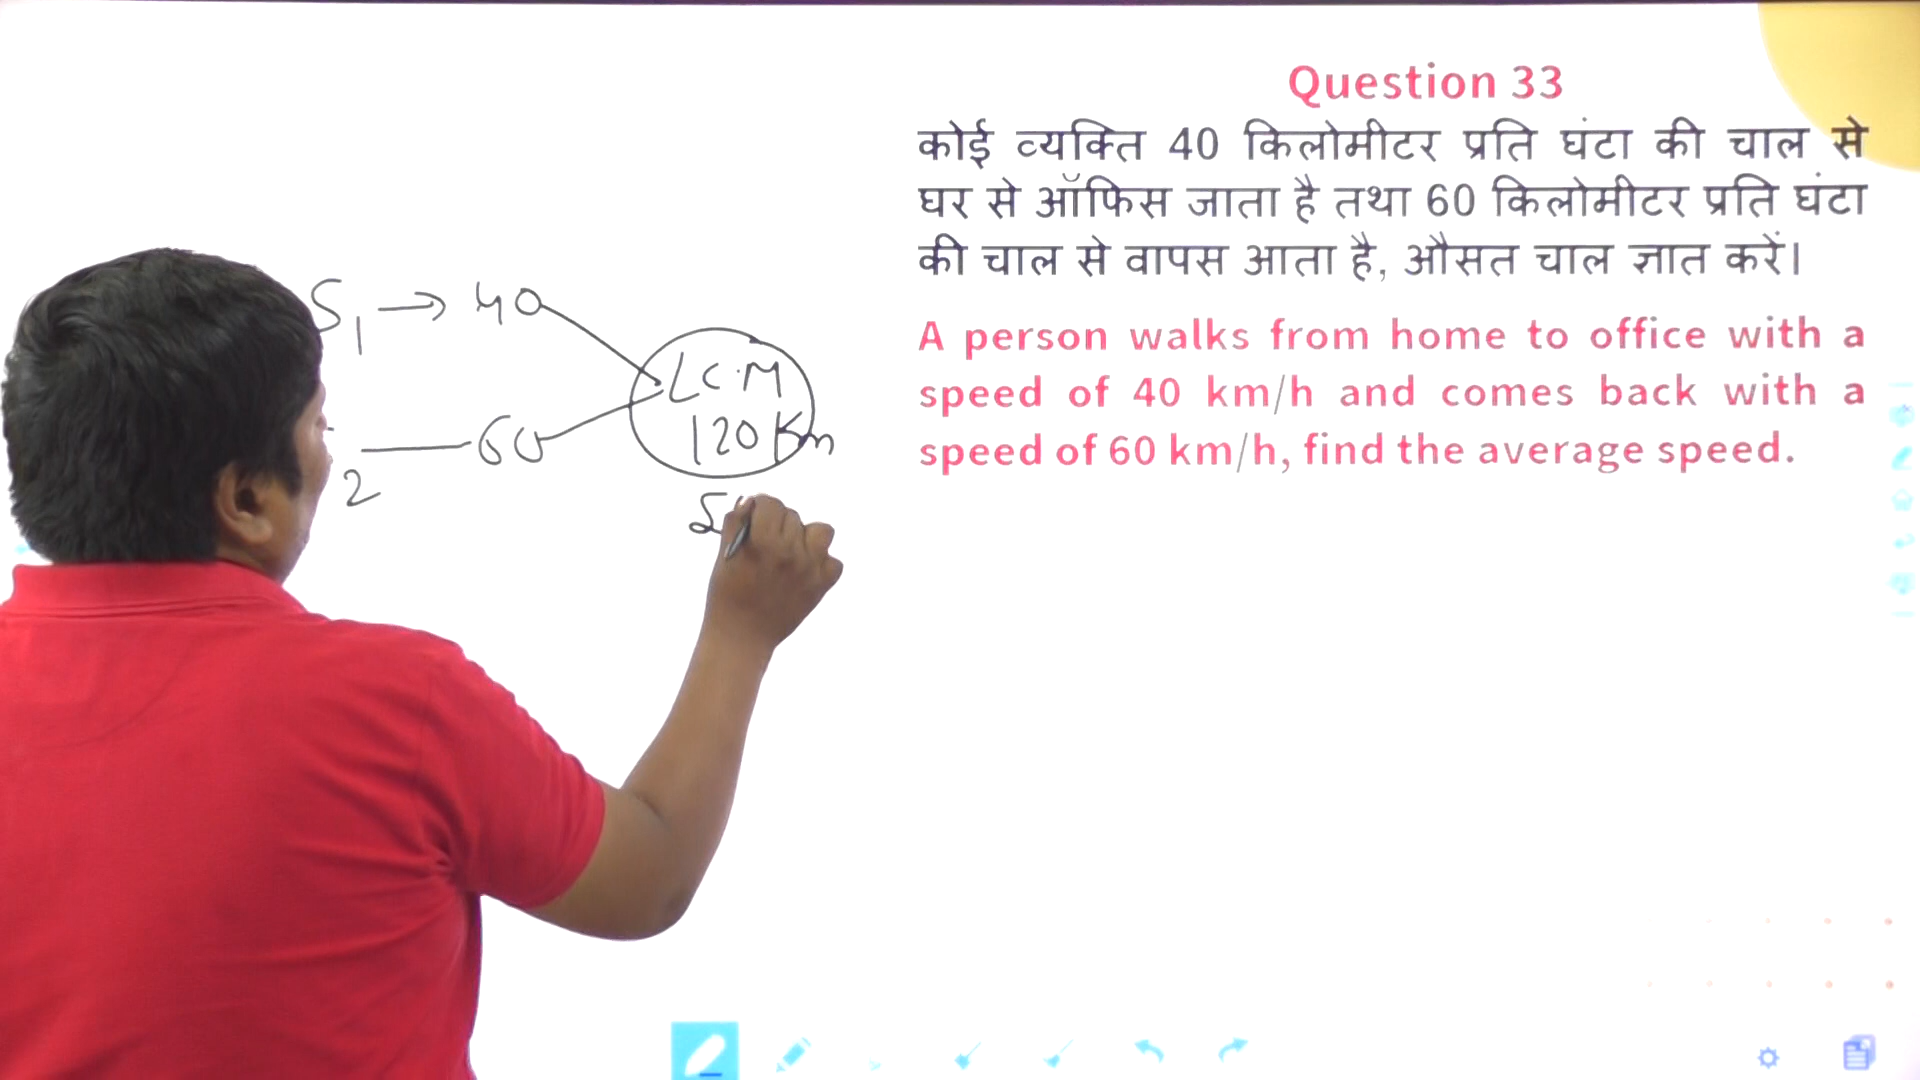 Question 33
कोई व्यक्ति 40 किलोमीटर प्रति घंटा की चाल से
घर से ऑफिस जाता है तथा 60 किलोमीटर प्रति घंटा
की चाल से वापस आता है, औसत चाल ज्ञात करें।
A person walks from home to office with a
speed of 40 km/h and comes back with a
speed of 60 km/h, find the average speed.
S1 → 40
2 60
L C.M
120 Km